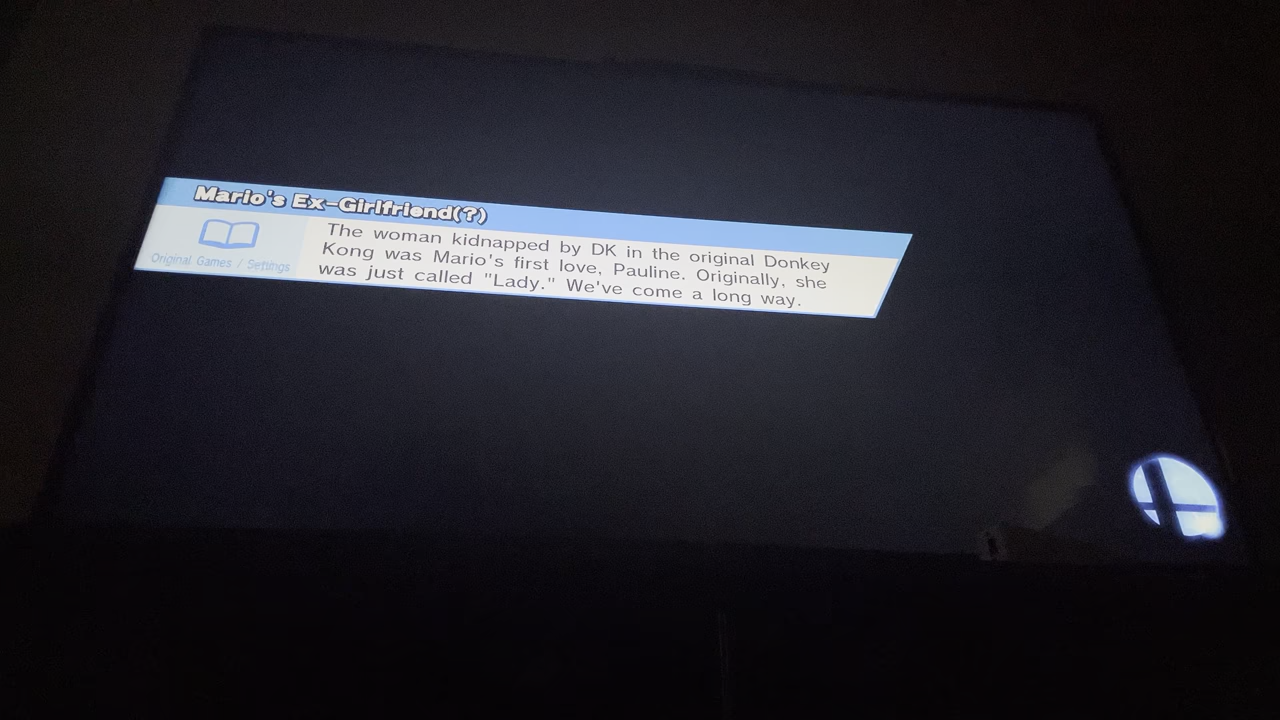 Mario's Ex-Girlfriend(?)
Original Games / Settings
The woman kidnapped by DK in the original Donkey
Kong was Mario's first love, Pauline. Originally, she
was just called "Lady." We've come a long way.